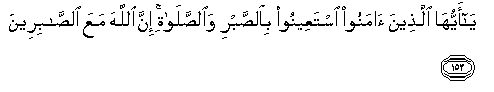 يَـٰٓأَيُّهَا ٱلَّذِينَ ءَامَنُوا۟ ٱسْتَعِينُوا۟ بِٱلصَّبْرِ وَٱلصَّلَوٰةِ ۚ إِنَّ ٱللَّهَ مَعَ ٱلصَّـٰبِرِينَ
١٥٣